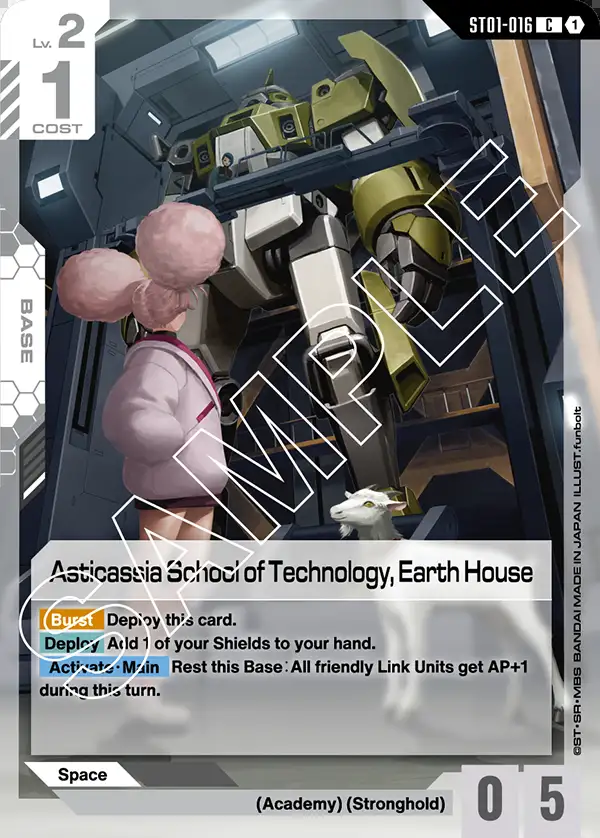 ST01-016 C 1
Lv. 2
1
COST
BASE
SAMPLE
Asticassia School of Technology, Earth House
Burst Deploy this card.
Deploy Add 1 of your Shields to your hand.
Activate･Main Rest this Base:All friendly Link Units get AP+1
during this turn.
Space
(Academy) (Stronghold)
0 5
©ST･SR･MBS BANDAI MADE IN JAPAN ILLUST.funbolt